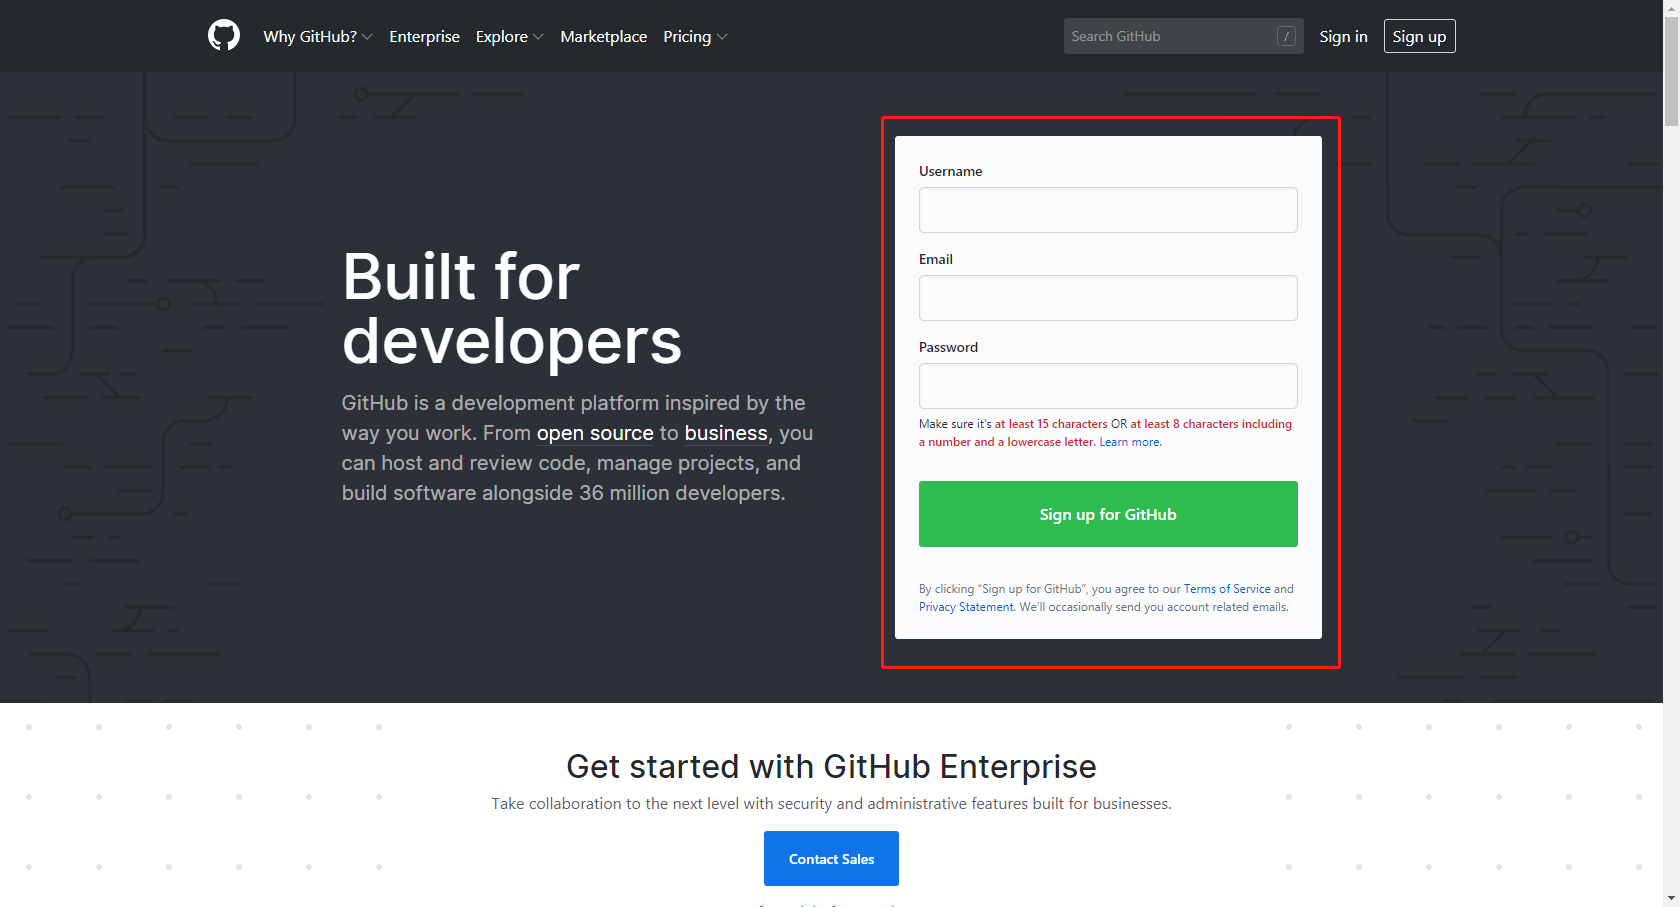 Why GitHub? Enterprise Explore Marketplace Pricing Search GitHub / Sign in Sign up
Built for
developers
GitHub is a development platform inspired by the
way you work. From open source to business, you
can host and review code, manage projects, and
build software alongside 36 million developers.
Username
Email
Password
Make sure it's at least 15 characters OR at least 8 characters including
a number and a lowercase letter. Learn more.
Sign up for GitHub
By clicking “Sign up for GitHub”, you agree to our Terms of Service and
Privacy Statement. We’ll occasionally send you account related emails.
Get started with GitHub Enterprise
Take collaboration to the next level with security and administrative features built for businesses.
Contact Sales